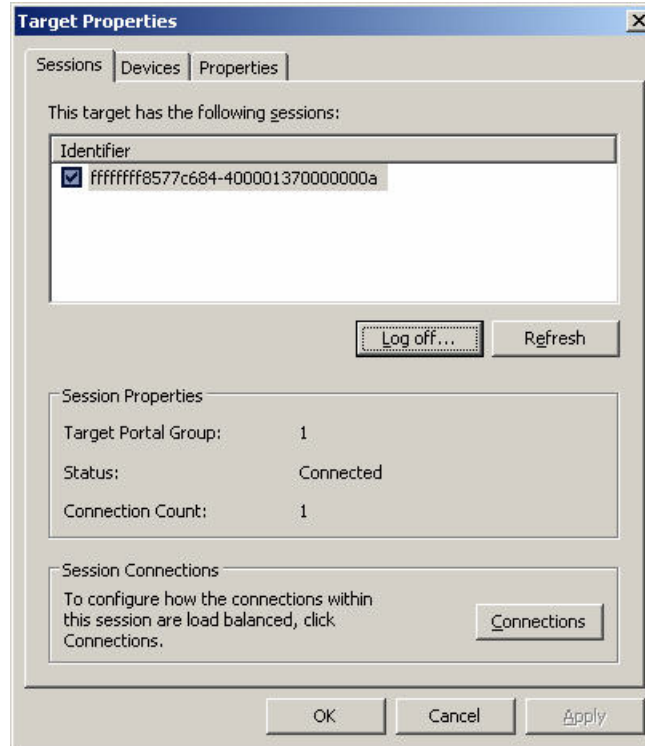 Target Properties
Sessions Devices Properties
This target has the following sessions:
Identifier
ffffffff8577c684-400001370000000a
Log off... Refresh
Session Properties
Target Portal Group: 1
Status: Connected
Connection Count: 1
Session Connections
To configure how the connections within
this session are load balanced, click
Connections.
Connections
OK Cancel Apply